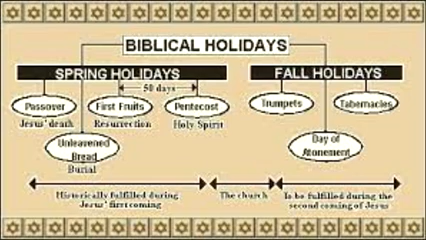 BIBLICAL HOLIDAYS
SPRING HOLIDAYS
FALL HOLIDAYS
50 days
Passover
First Fruits
Pentecost
Trumpets
Tabernacles
Jesus' death
Resurrection
Holy Spirit
Unleavened
Bread
Burial
Day of
Atonement
Historically fulfilled during
Jesus' first coming
The church
To be fulfilled during the
second coming of Jesus